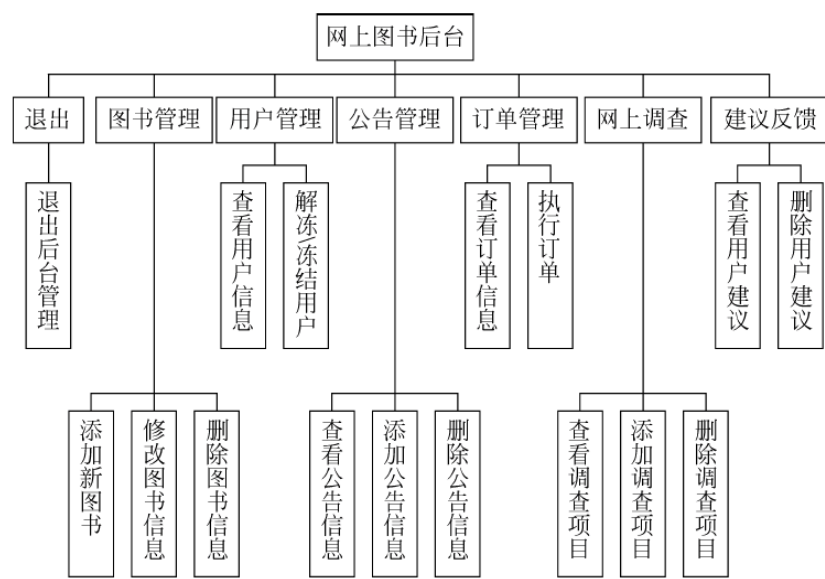 网上图书后台
退出
图书管理
用户管理
公告管理
订单管理
网上调查
建议反馈
退出后台管理
查看用户信息
解冻/冻结用户
查看订单信息
执行订单
查看用户建议
删除用户建议
添加新图书
修改图书信息
删除图书信息
查看公告信息
添加公告信息
删除公告信息
查看调查项目
添加调查项目
删除调查项目